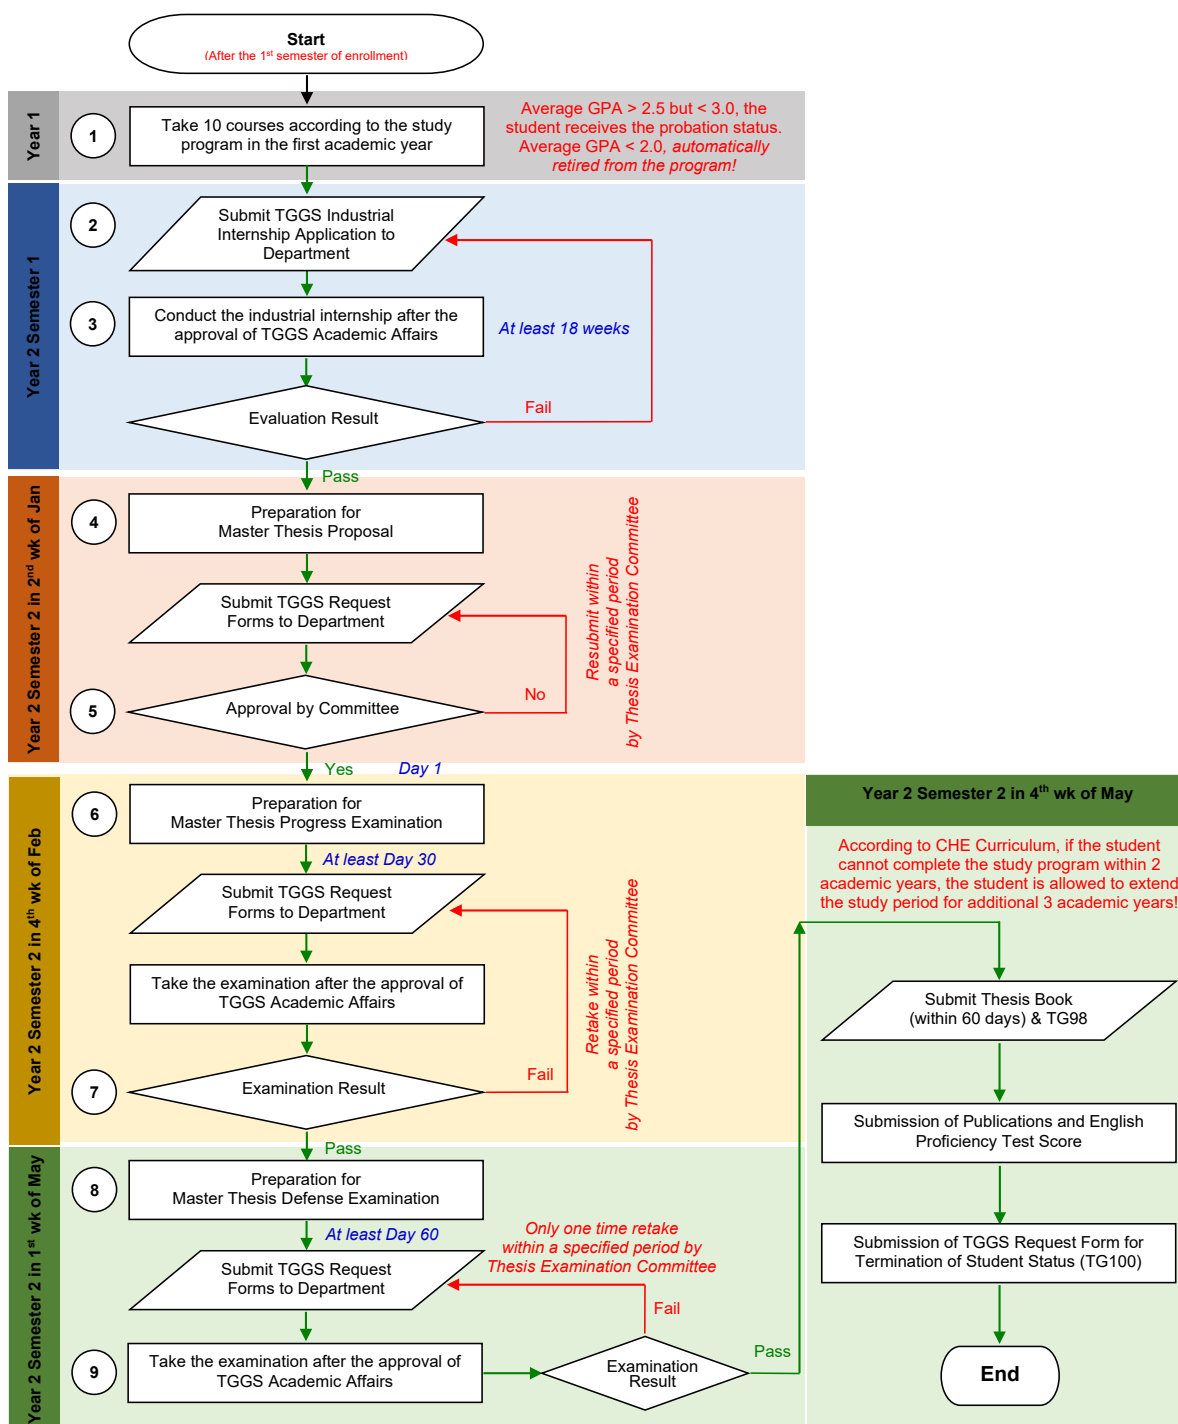 Start
(After the 1st semester of enrollment)
Year 1
1
Take 10 courses according to the study
program in the first academic year
Average GPA > 2.5 but < 3.0, the
student receives the probation status.
Average GPA < 2.0, automatically
retired from the program!
Year 2 Semester 1
2
Submit TGGS Industrial
Internship Application to
Department
3
Conduct the industrial internship after the
approval of TGGS Academic Affairs
At least 18 weeks
Evaluation Result
Fail
Pass
Year 2 Semester 2 in 2nd wk of Jan
4
Preparation for
Master Thesis Proposal
Submit TGGS Request
Forms to Department
Resubmit within
a specified period
by Thesis Examination Committee
5
Approval by Committee
No
Yes
Day 1
Year 2 Semester 2 in 4th wk of Feb
6
Preparation for
Master Thesis Progress Examination
At least Day 30
Submit TGGS Request
Forms to Department
Take the examination after the approval of
TGGS Academic Affairs
Retake within
a specified period
by Thesis Examination Committee
7
Examination Result
Fail
Pass
Year 2 Semester 2 in 1st wk of May
8
Preparation for
Master Thesis Defense Examination
At least Day 60
Only one time retake
within a specified period by
Thesis Examination Committee
Submit TGGS Request
Forms to Department
Fail
9
Take the examination after the approval of
TGGS Academic Affairs
Examination
Result
Pass
Year 2 Semester 2 in 4th wk of May
According to CHE Curriculum, if the student
cannot complete the study program within 2
academic years, the student is allowed to extend
the study period for additional 3 academic years!
Submit Thesis Book
(within 60 days) & TG98
Submission of Publications and English
Proficiency Test Score
Submission of TGGS Request Form for
Termination of Student Status (TG100)
End